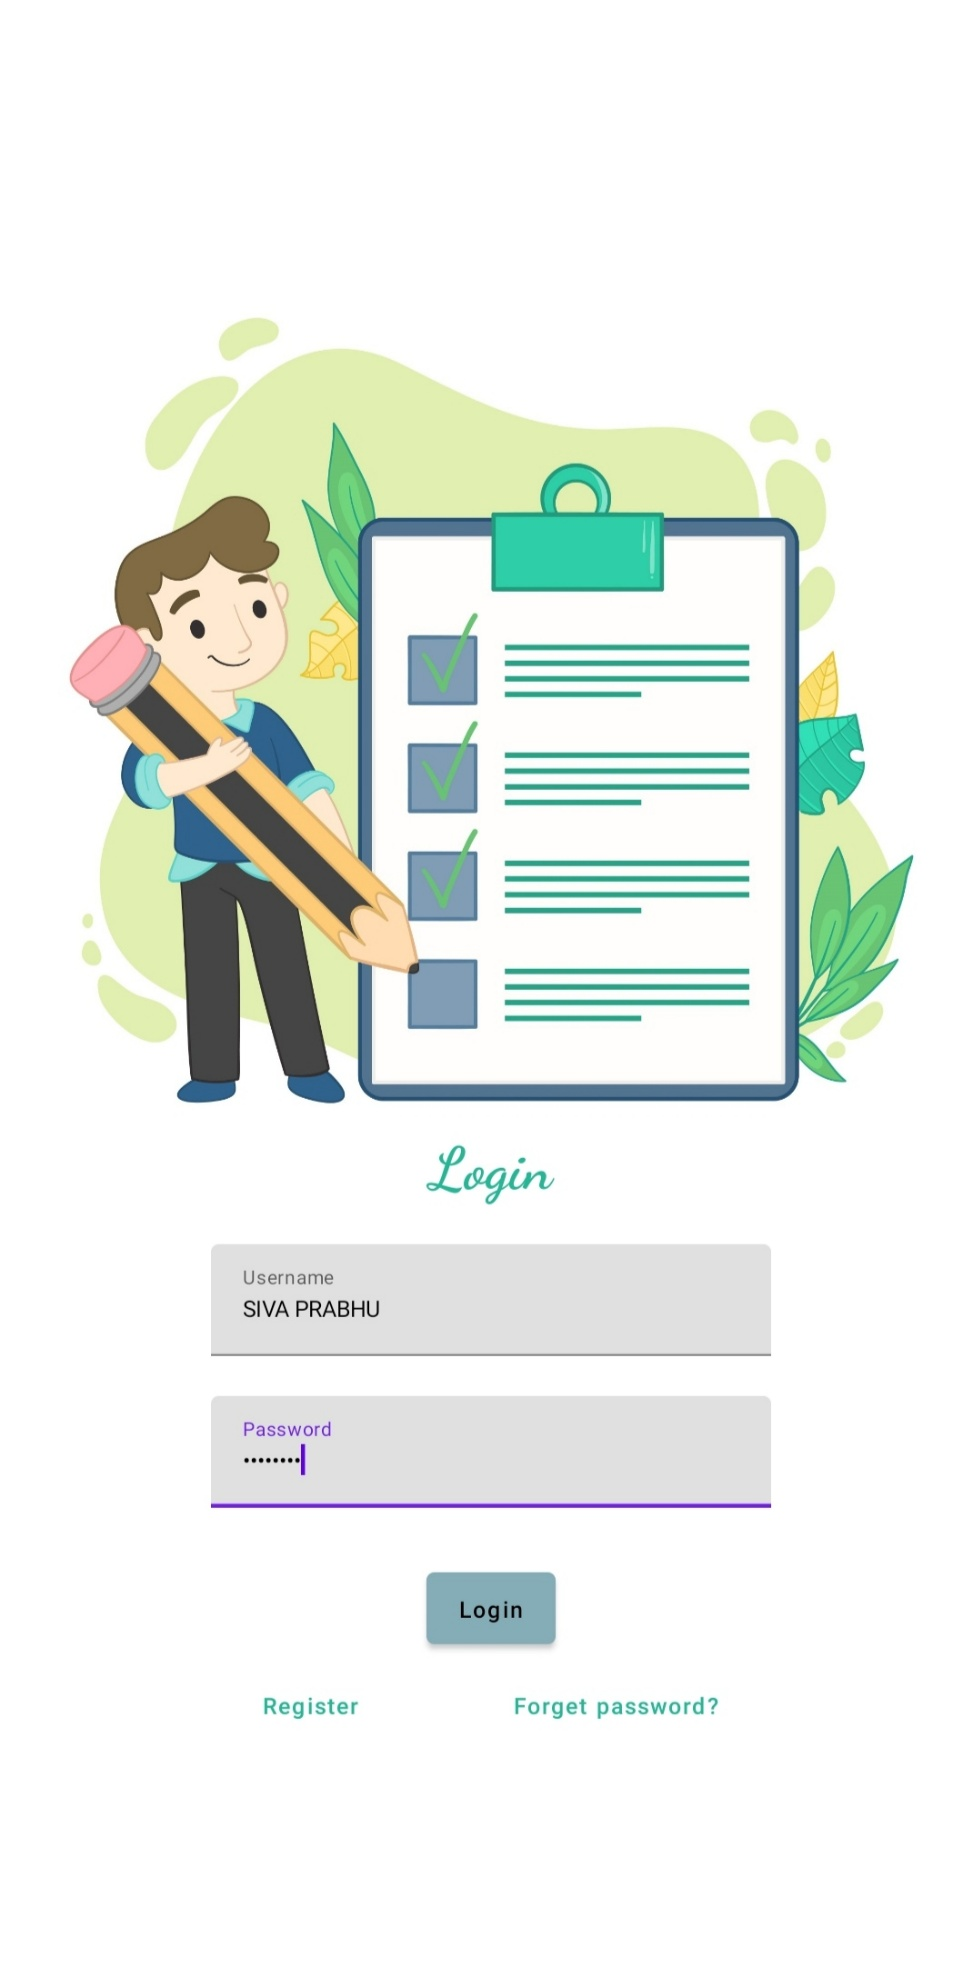 Login
Username
SIVA PRABHU
Password
••••••••
Login
Register
Forget password?